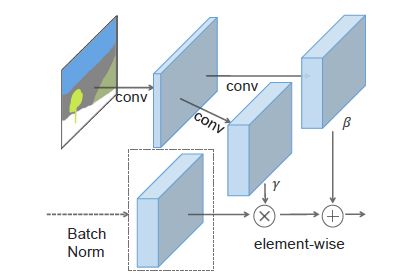 conv
conv
conv
β
γ
Batch
Norm
element-wise